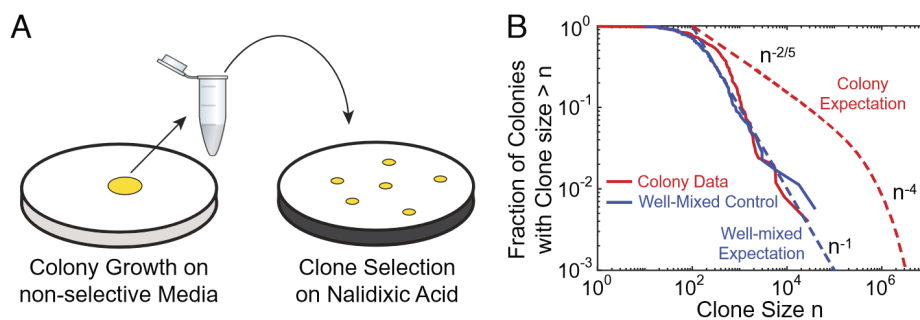 A
Colony Growth on
non-selective Media
Clone Selection
on Nalidixic Acid
B
Fraction of Colonies
with Clone size > n
10^0
10^-1
10^-2
10^-3
n^-2/5
Colony
Expectation
Colony Data
Well-Mixed Control
n^-4
Well-mixed
Expectation
n^-1
10^0
10^2
10^4
10^6
Clone Size n